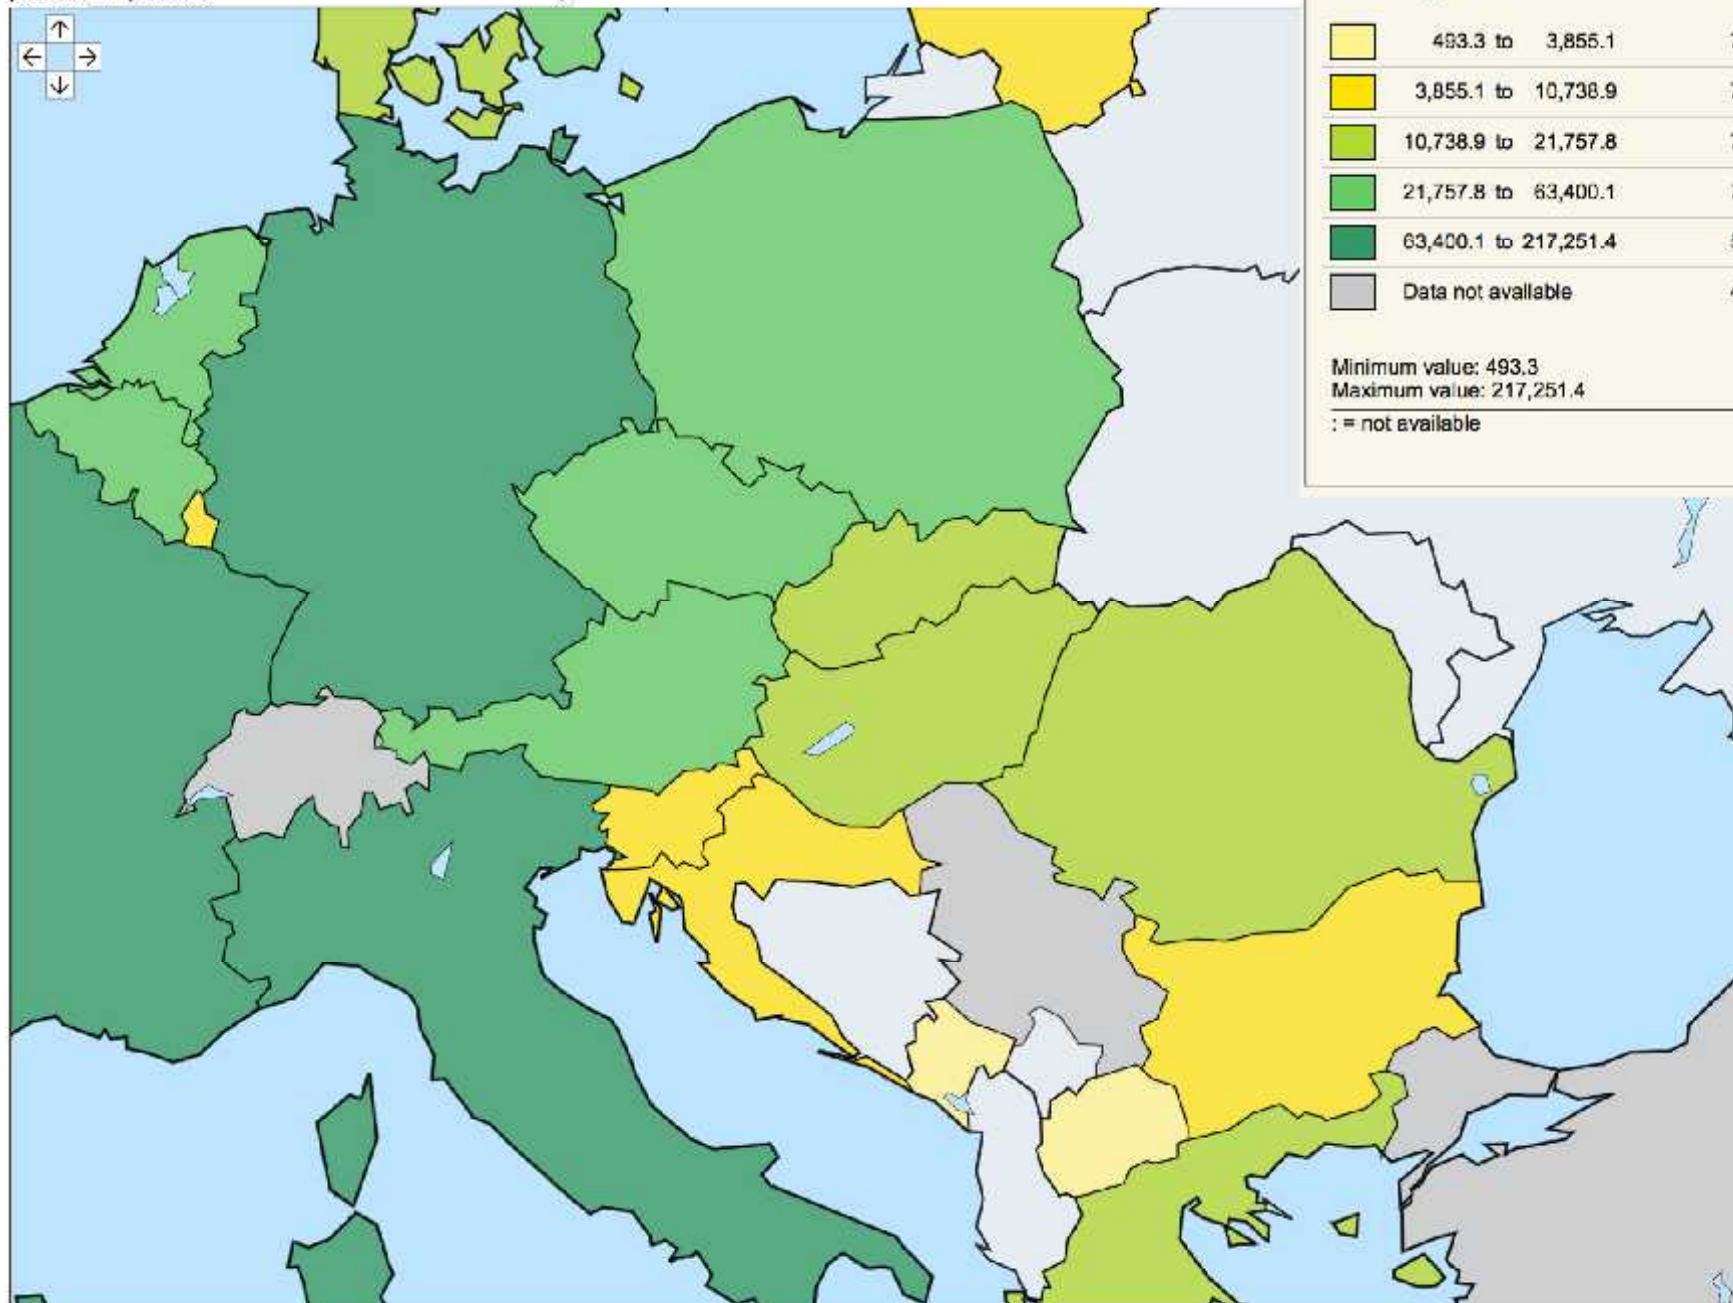 493.3 to 3,855.1
3,855.1 to 10,738.9
10,738.9 to 21,757.8
21,757.8 to 63,400.1
63,400.1 to 217,251.4
Data not available
Minimum value: 493.3
Maximum value: 217,251.4
: = not available